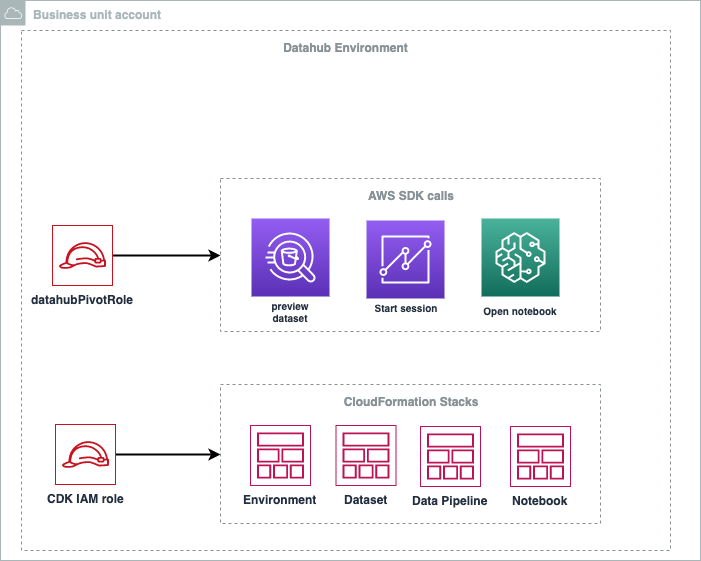 Business unit account
Datahub Environment
AWS SDK calls
datahubPivotRole
preview
dataset
Start session
Open notebook
CloudFormation Stacks
CDK IAM role
Environment
Dataset
Data Pipeline
Notebook